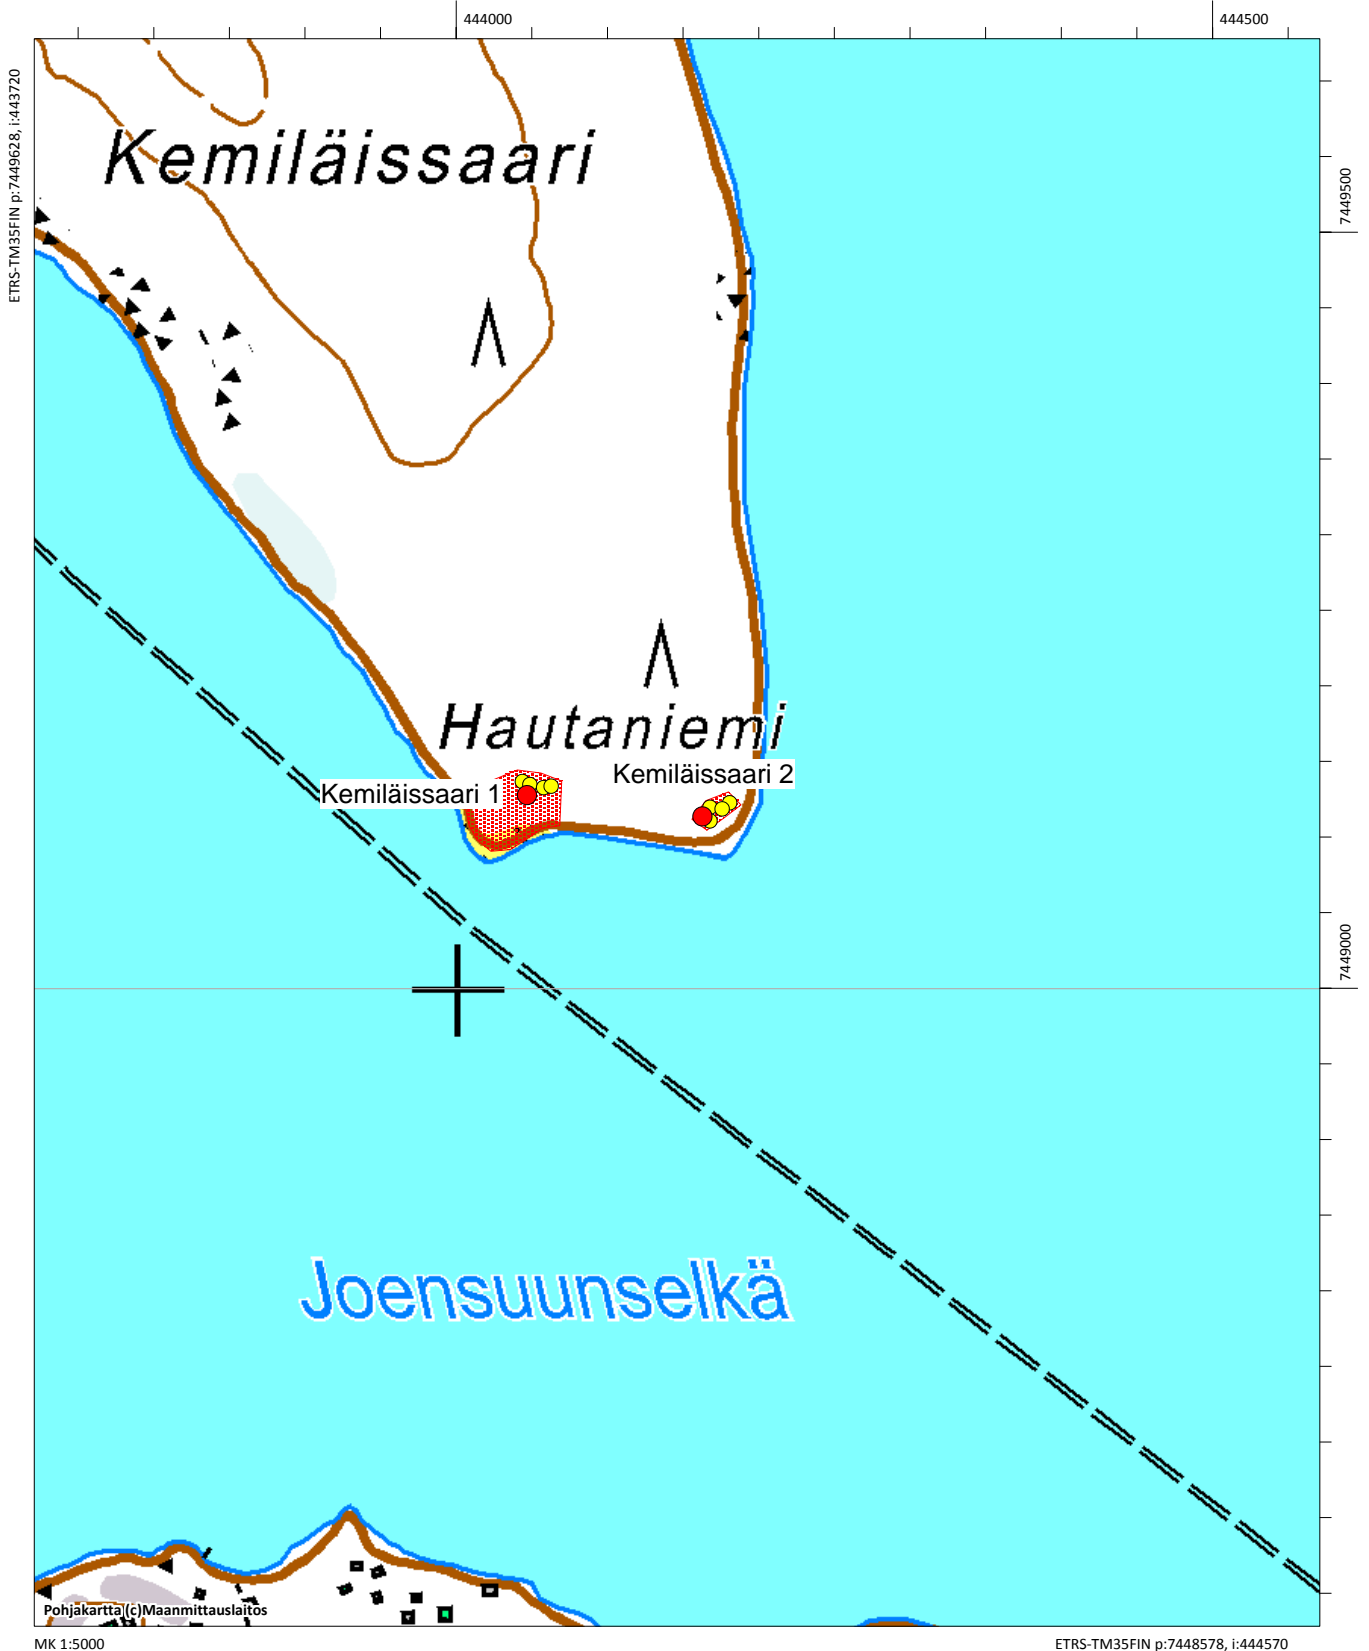 444000
444500
ETRS-TM35FIN p:7449628, i:443720
Kemiläissaari
7449500
Hautaniemi
Kemiläissaari 2
Kemiläissaari 1
7449000
Joensuunselkä
Pohjakartta (c)Maanmittauslaitos
MK 1:5000
ETRS-TM35FIN p:7448578, i:444570